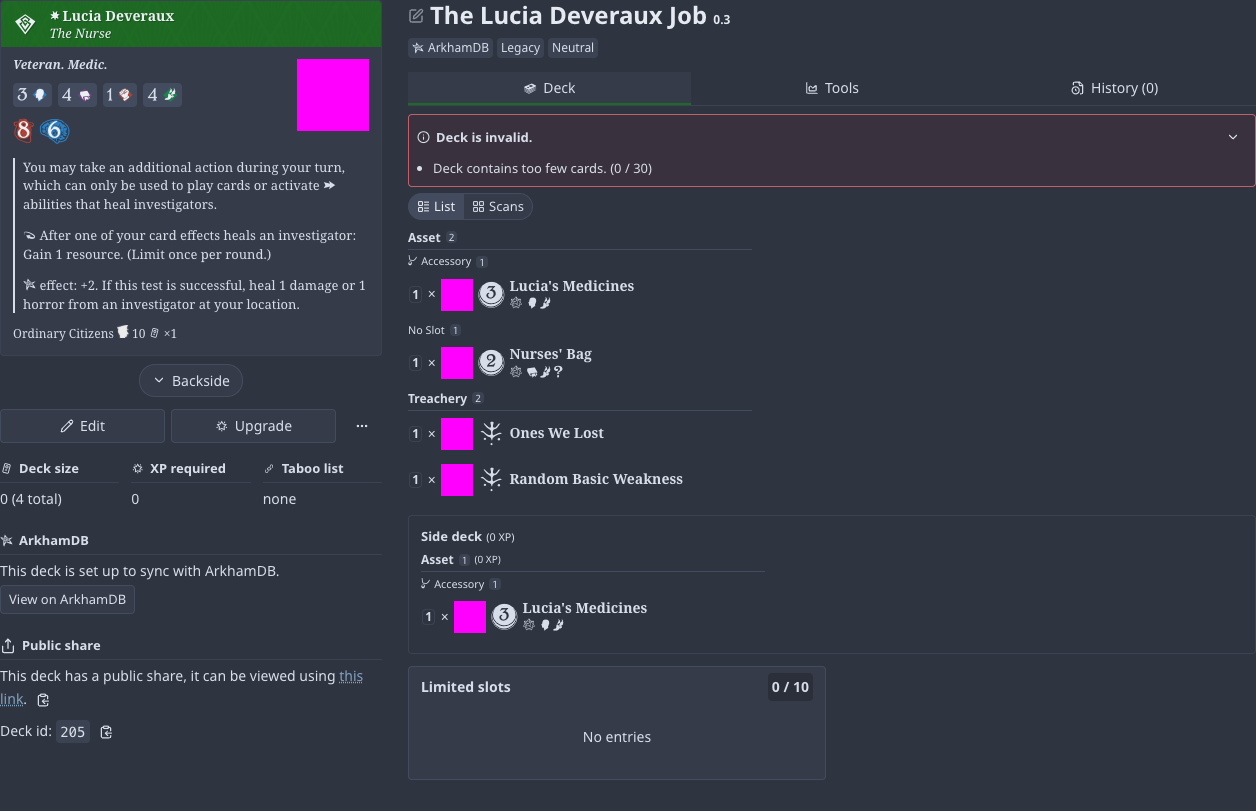 Lucia Deveraux
The Nurse
Veteran. Medic.
3 4 1 4
8 6
You may take an additional action during your turn,
which can only be used to play cards or activate
abilities that heal investigators.
After one of your card effects heals an investigator:
Gain 1 resource. (Limit once per round.)
effect: +2. If this test is successful, heal 1 damage or 1
horror from an investigator at your location.
Ordinary Citizens 10 ×1
Backside
Edit
Upgrade
...
Deck size
XP required
Taboo list
0 (4 total)
0
none
ArkhamDB
This deck is set up to sync with ArkhamDB.
View on ArkhamDB
Public share
This deck has a public share, it can be viewed using this
link.
Deck id: 205
The Lucia Deveraux Job 0.3
ArkhamDB
Legacy
Neutral
Deck
Tools
History (0)
Deck is invalid.
• Deck contains too few cards. (0 / 30)
List
Scans
Asset 2
Accessory 1
1 × 3 Lucia's Medicines
No Slot 1
1 × 2 Nurses' Bag
?
Treachery 2
1 × Ones We Lost
1 × Random Basic Weakness
Side deck (0 XP)
Asset 1 (0 XP)
Accessory 1
1 × 3 Lucia's Medicines
Limited slots
0 / 10
No entries